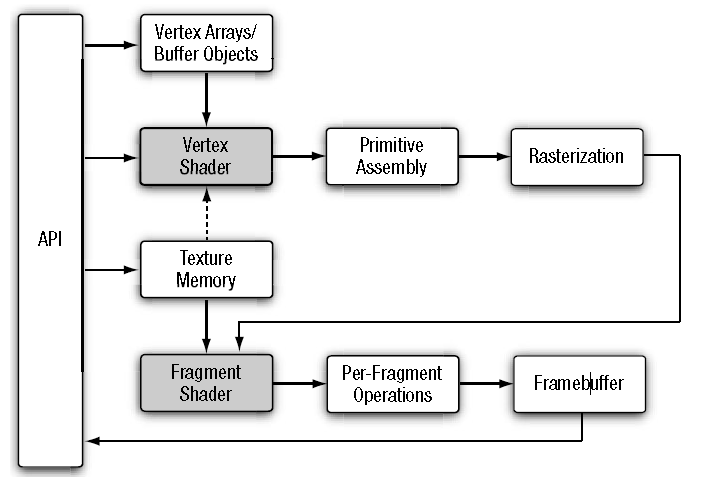 Vertex Arrays/
Buffer Objects
Vertex
Shader
Primitive
Assembly
Rasterization
API
Texture
Memory
Fragment
Shader
Per-Fragment
Operations
Framebuffer